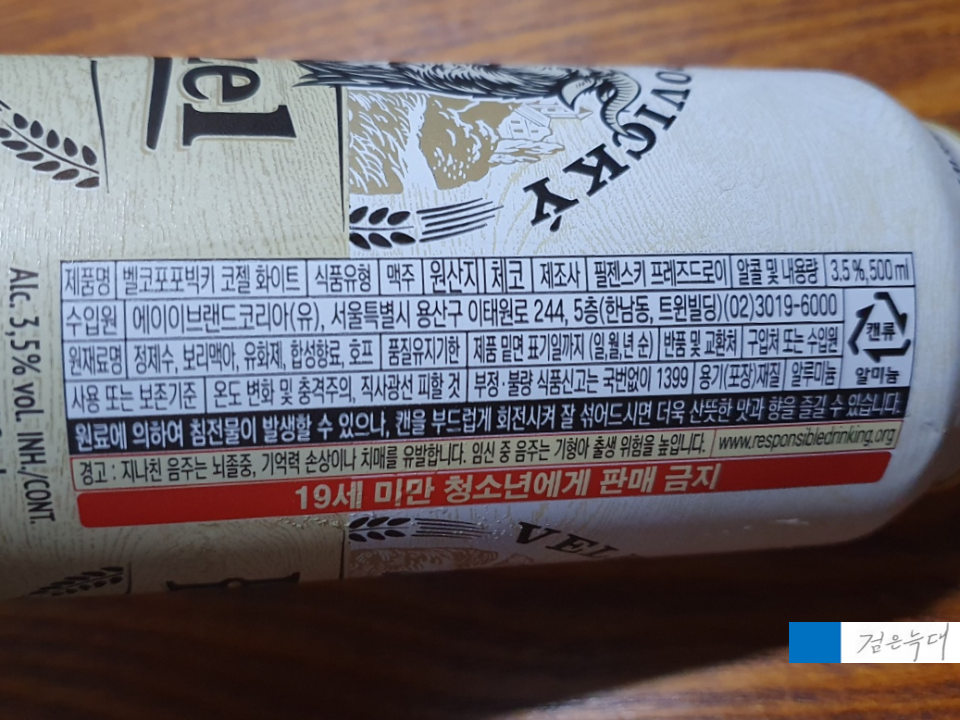 zel
OVICKÝ
제품명 벨코포포빅키 코젤 화이트 식품유형 맥주 원산지 체코 제조사 필젠스키 프레즈드로이 알콜 및 내용량 3.5%,500㎖
수입원 에이이브랜드코리아(유), 서울특별시 용산구 이태원로 244, 5층(한남동, 트윈빌딩)(02)3019-6000
원재료명 정제수, 보리맥아, 유화제, 합성향료, 호프 품질유지기한 제품 밑면 표기일까지 (일,월,년 순) 반품 및 교환처 구입처 또는 수입원
사용 또는 보존기준 온도 변화 및 충격주의, 직사광선 피할 것 부정·불량 식품신고는 국번없이 1399 용기(포장)재질 알루미늄
캔류
알미늄
원료에 의하여 침전물이 발생할 수 있으나, 캔을 부드럽게 회전시켜 잘 섞어드시면 더욱 산뜻한 맛과 향을 즐길 수 있습니다.
경고 : 지나친 음주는 뇌졸중, 기억력 손상이나 치매를 유발합니다. 임신 중 음주는 기형아 출생 위험을 높입니다. www.responsibledrinking.org
19세 미만 청소년에게 판매 금지
Alc. 3,5% vol. INH./CONT.
VEL
검은늑대